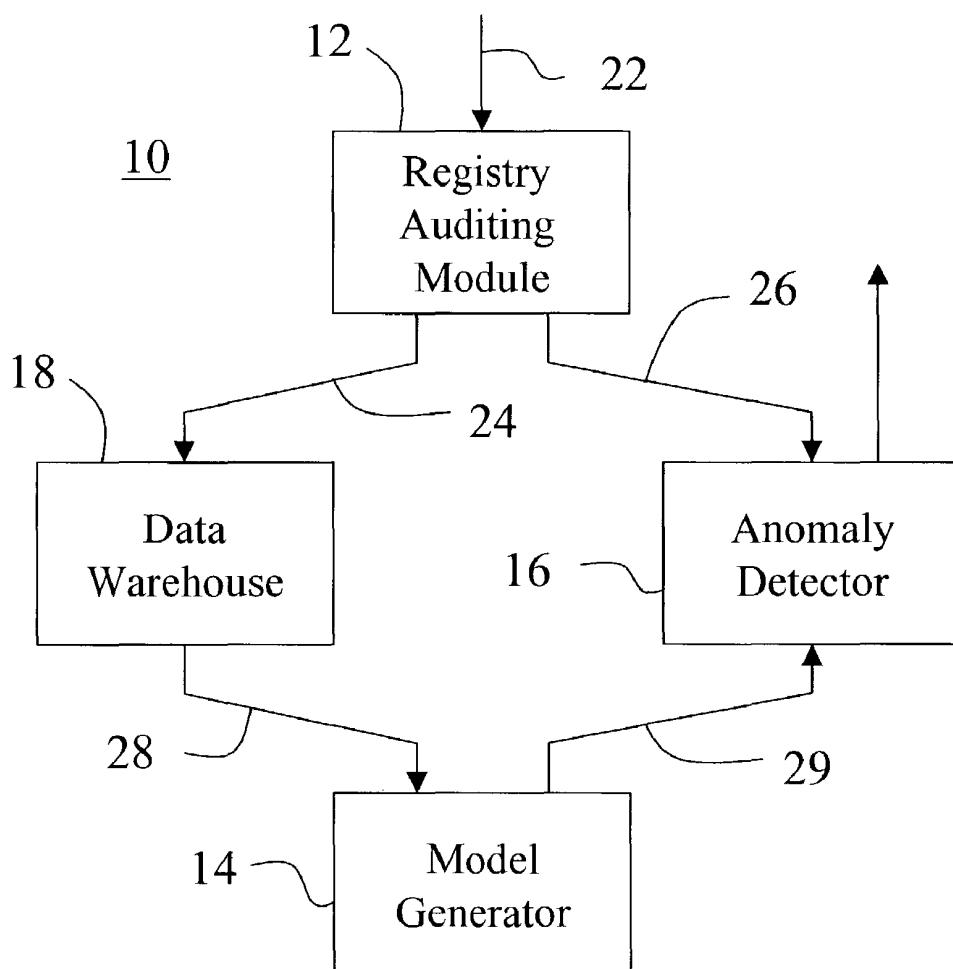 12
22
10
Registry
Auditing
Module
26
18
24
Data
Warehouse
16
Anomaly
Detector
28
29
14
Model
Generator